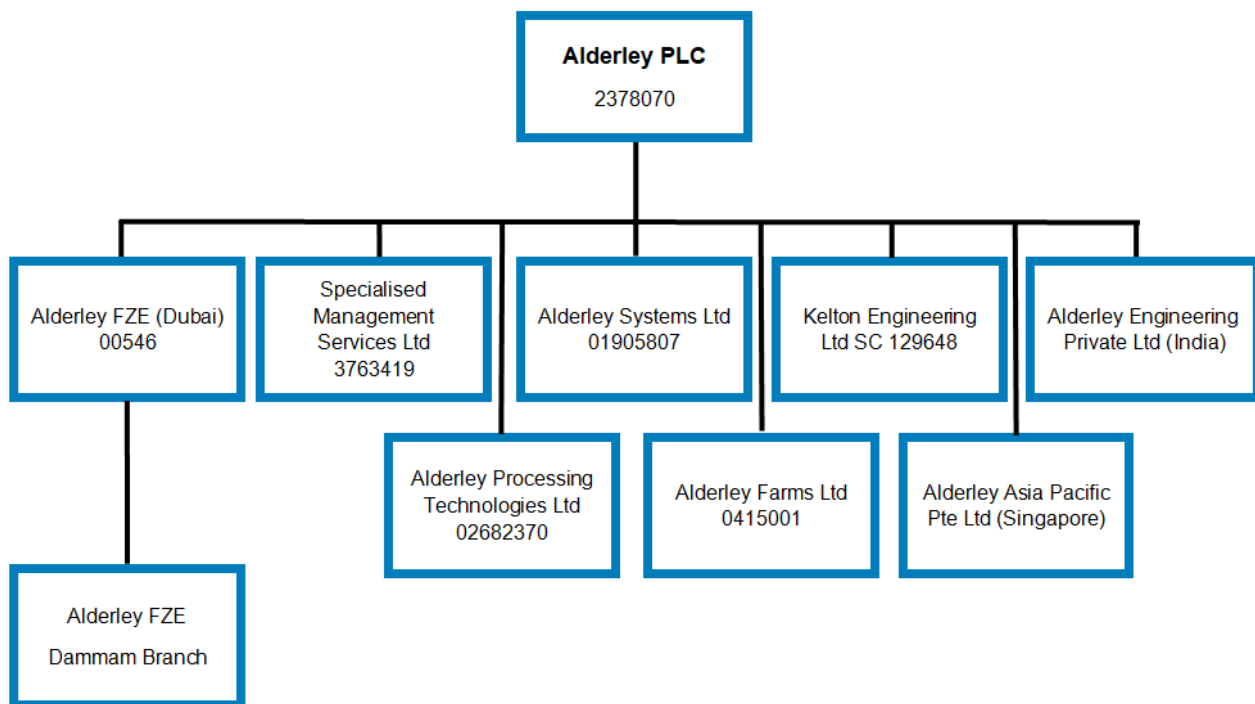 Alderley PLC
2378070
Alderley FZE (Dubai)
00546
Specialised
Management
Services Ltd
3763419
Alderley Systems Ltd
01905807
Kelton Engineering
Ltd SC 129648
Alderley Engineering
Private Ltd (India)
Alderley Processing
Technologies Ltd
02682370
Alderley Farms Ltd
0415001
Alderley Asia Pacific
Pte Ltd (Singapore)
Alderley FZE
Dammam Branch